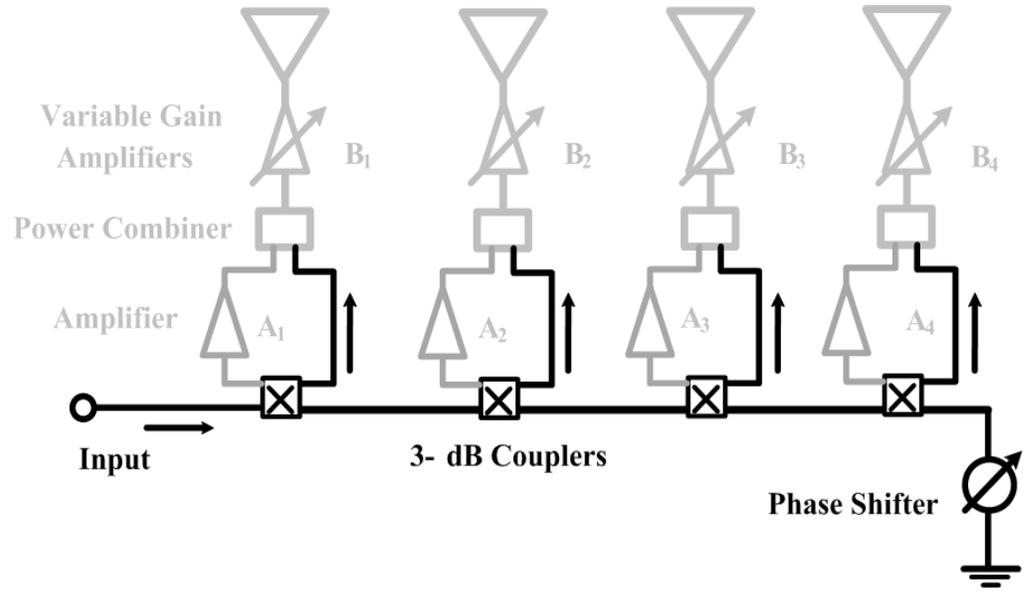 Variable Gain
Amplifiers
B1
B2
B3
B4
Power Combiner
Amplifier
A1
A2
A3
A4
Input
3- dB Couplers
Phase Shifter